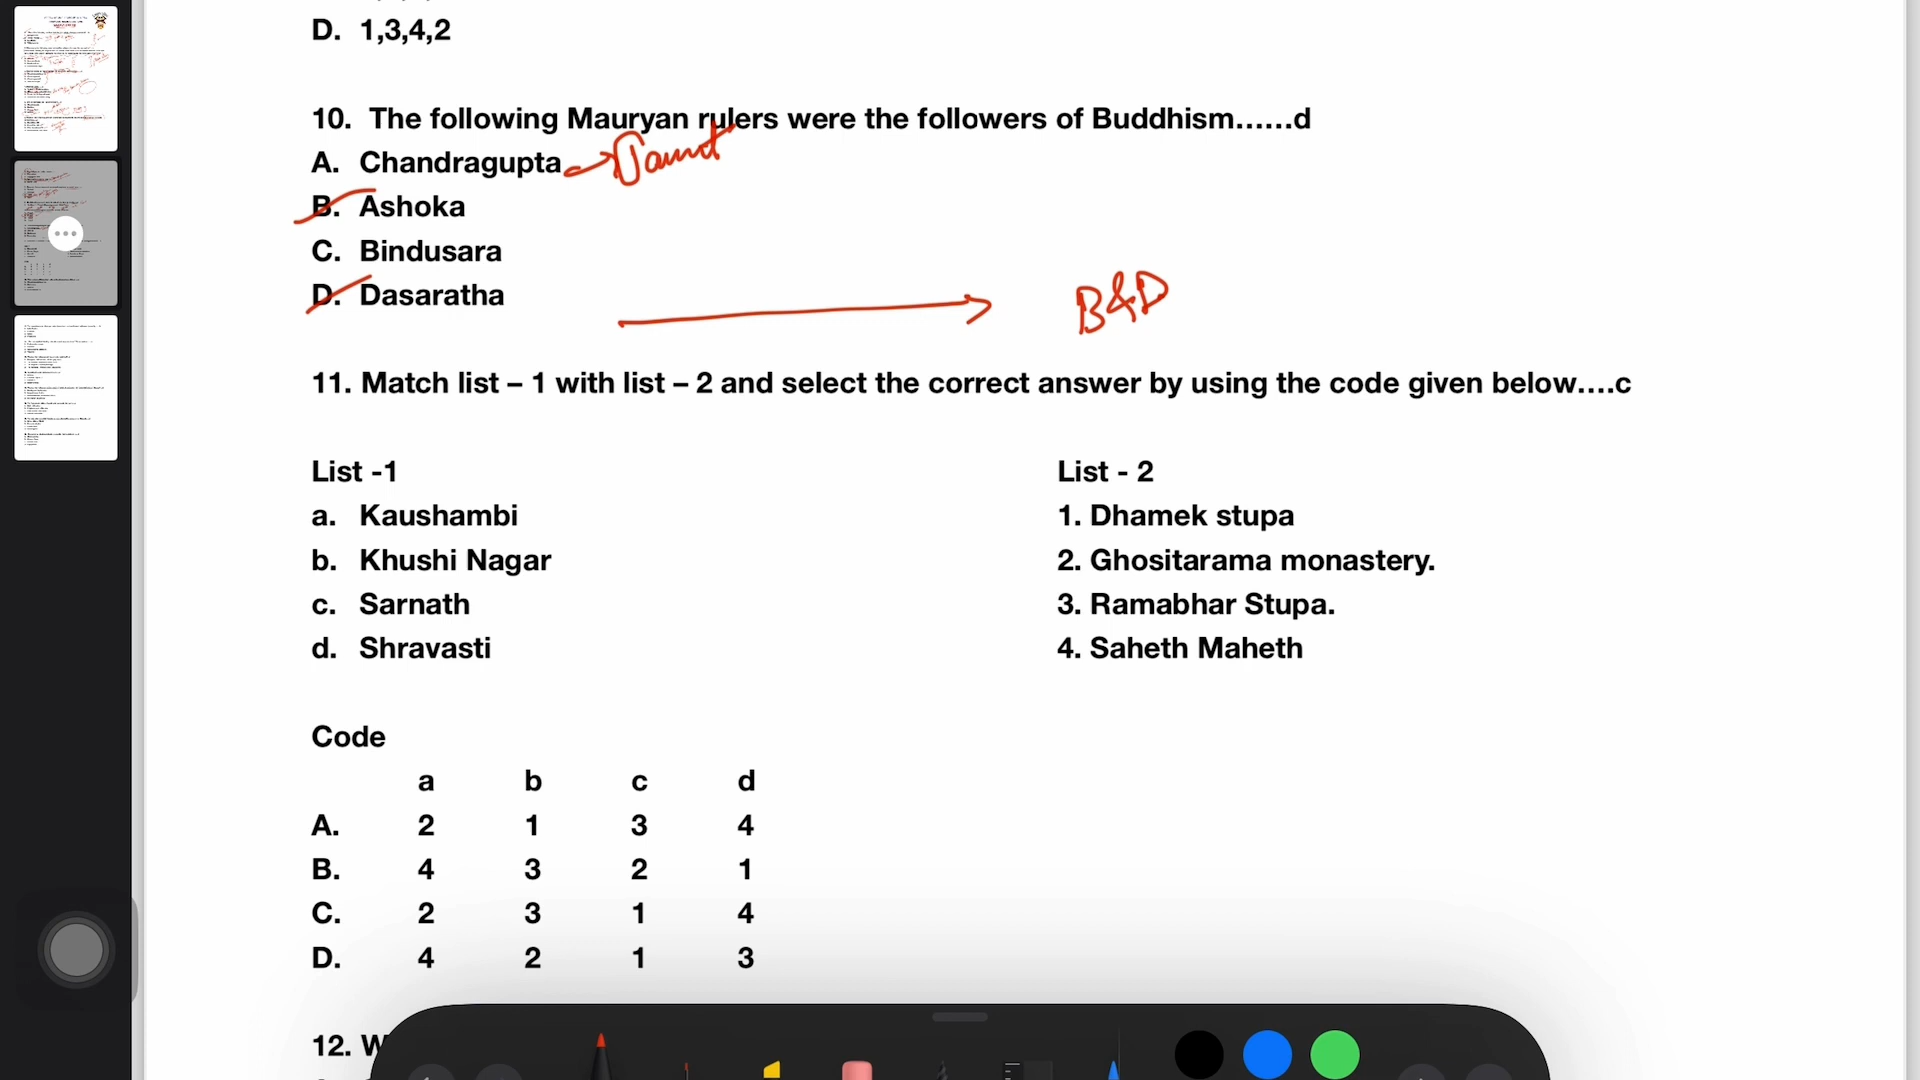 D. 1,3,4,2
10. The following Mauryan rulers were the followers of Buddhism......d
A. Chandragupta
B. Ashoka
C. Bindusara
D. Dasaratha
B&D
11. Match list – 1 with list – 2 and select the correct answer by using the code given below....c
List -1 List - 2
a. Kaushambi 1. Dhamek stupa
b. Khushi Nagar 2. Ghositarama monastery.
c. Sarnath 3. Ramabhar Stupa.
d. Shravasti 4. Saheth Maheth
Code
a b c d
A. 2 1 3 4
B. 4 3 2 1
C. 2 3 1 4
D. 4 2 1 3
12.